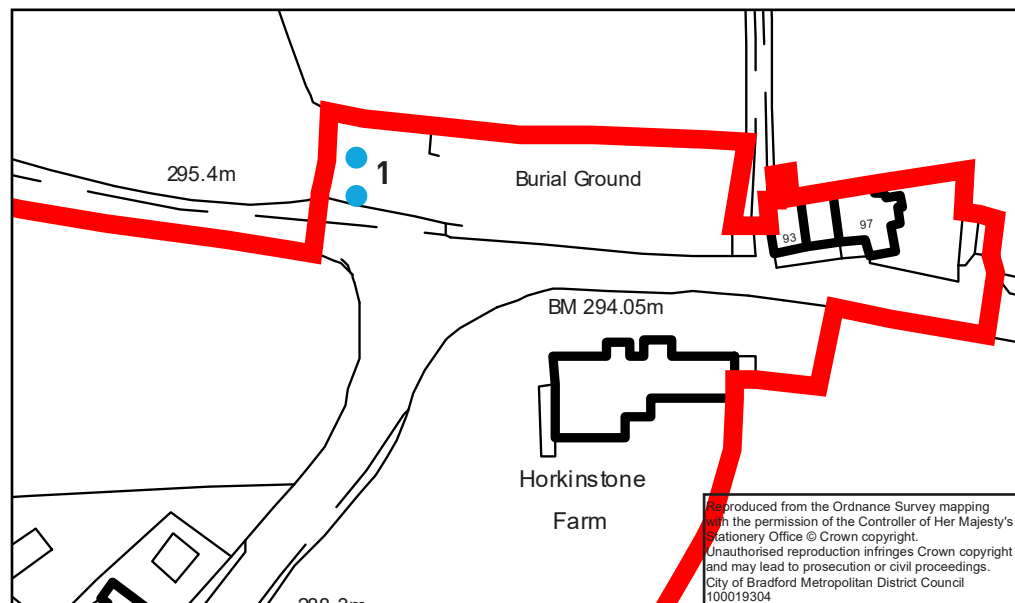 295.4m
1
Burial Ground
93
97
BM 294.05m
Horkinstone
Farm
Reproduced from the Ordnance Survey mapping
with the permission of the Controller of Her Majesty's
Stationery Office © Crown copyright.
Unauthorised reproduction infringes Crown copyright
and may lead to prosecution or civil proceedings.
City of Bradford Metropolitan District Council
100019304